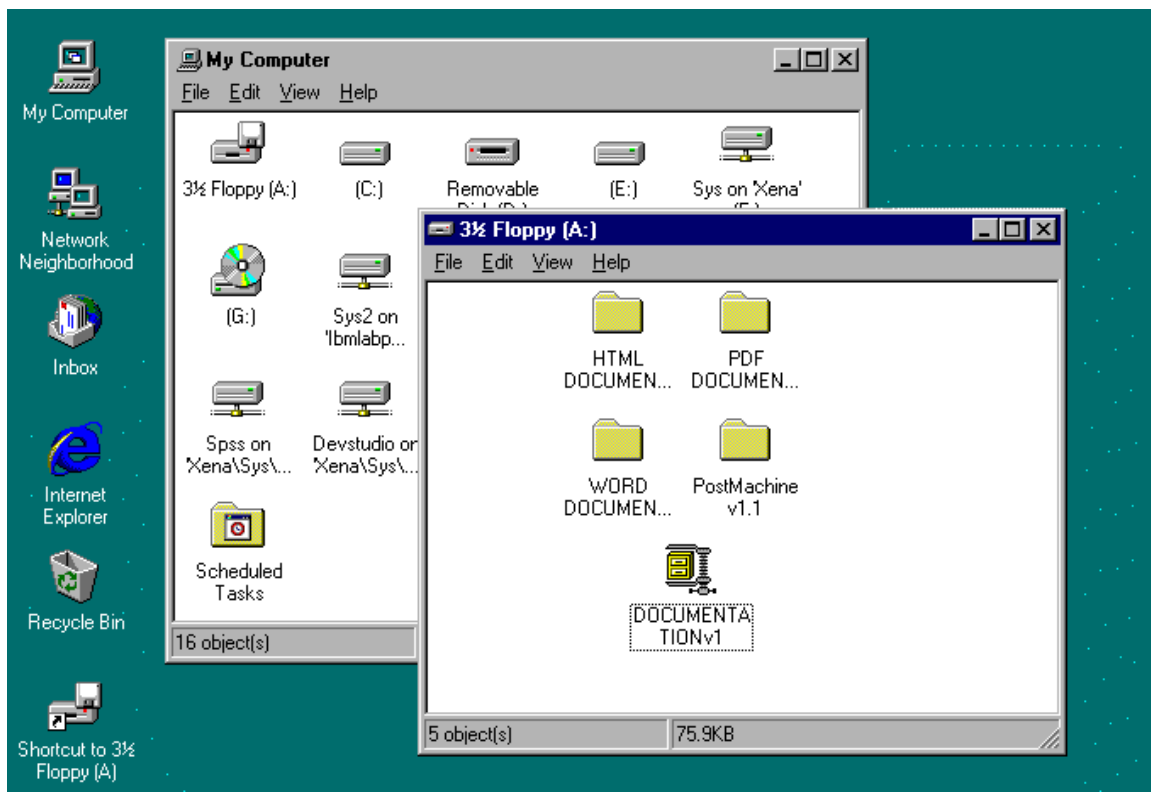 My Computer
Network
Neighborhood
Inbox
Internet
Explorer
Recycle Bin
Shortcut to 3½
Floppy (A)
My Computer
File Edit View Help
3½ Floppy (A:)
(C:)
Removable
(E:)
Sys on 'Xena'
(G:)
Sys2 on
'Ibmlabp...
Spss on
'Xena\Sys\...
Devstudio on
'Xena\Sys\...
Scheduled
Tasks
16 object(s)
3½ Floppy (A:)
File Edit View Help
HTML
DOCUMEN...
PDF
DOCUMEN...
WORD
DOCUMEN...
PostMachine
v1.1
DOCUMENTA
TIONv1
5 object(s)
75.9KB